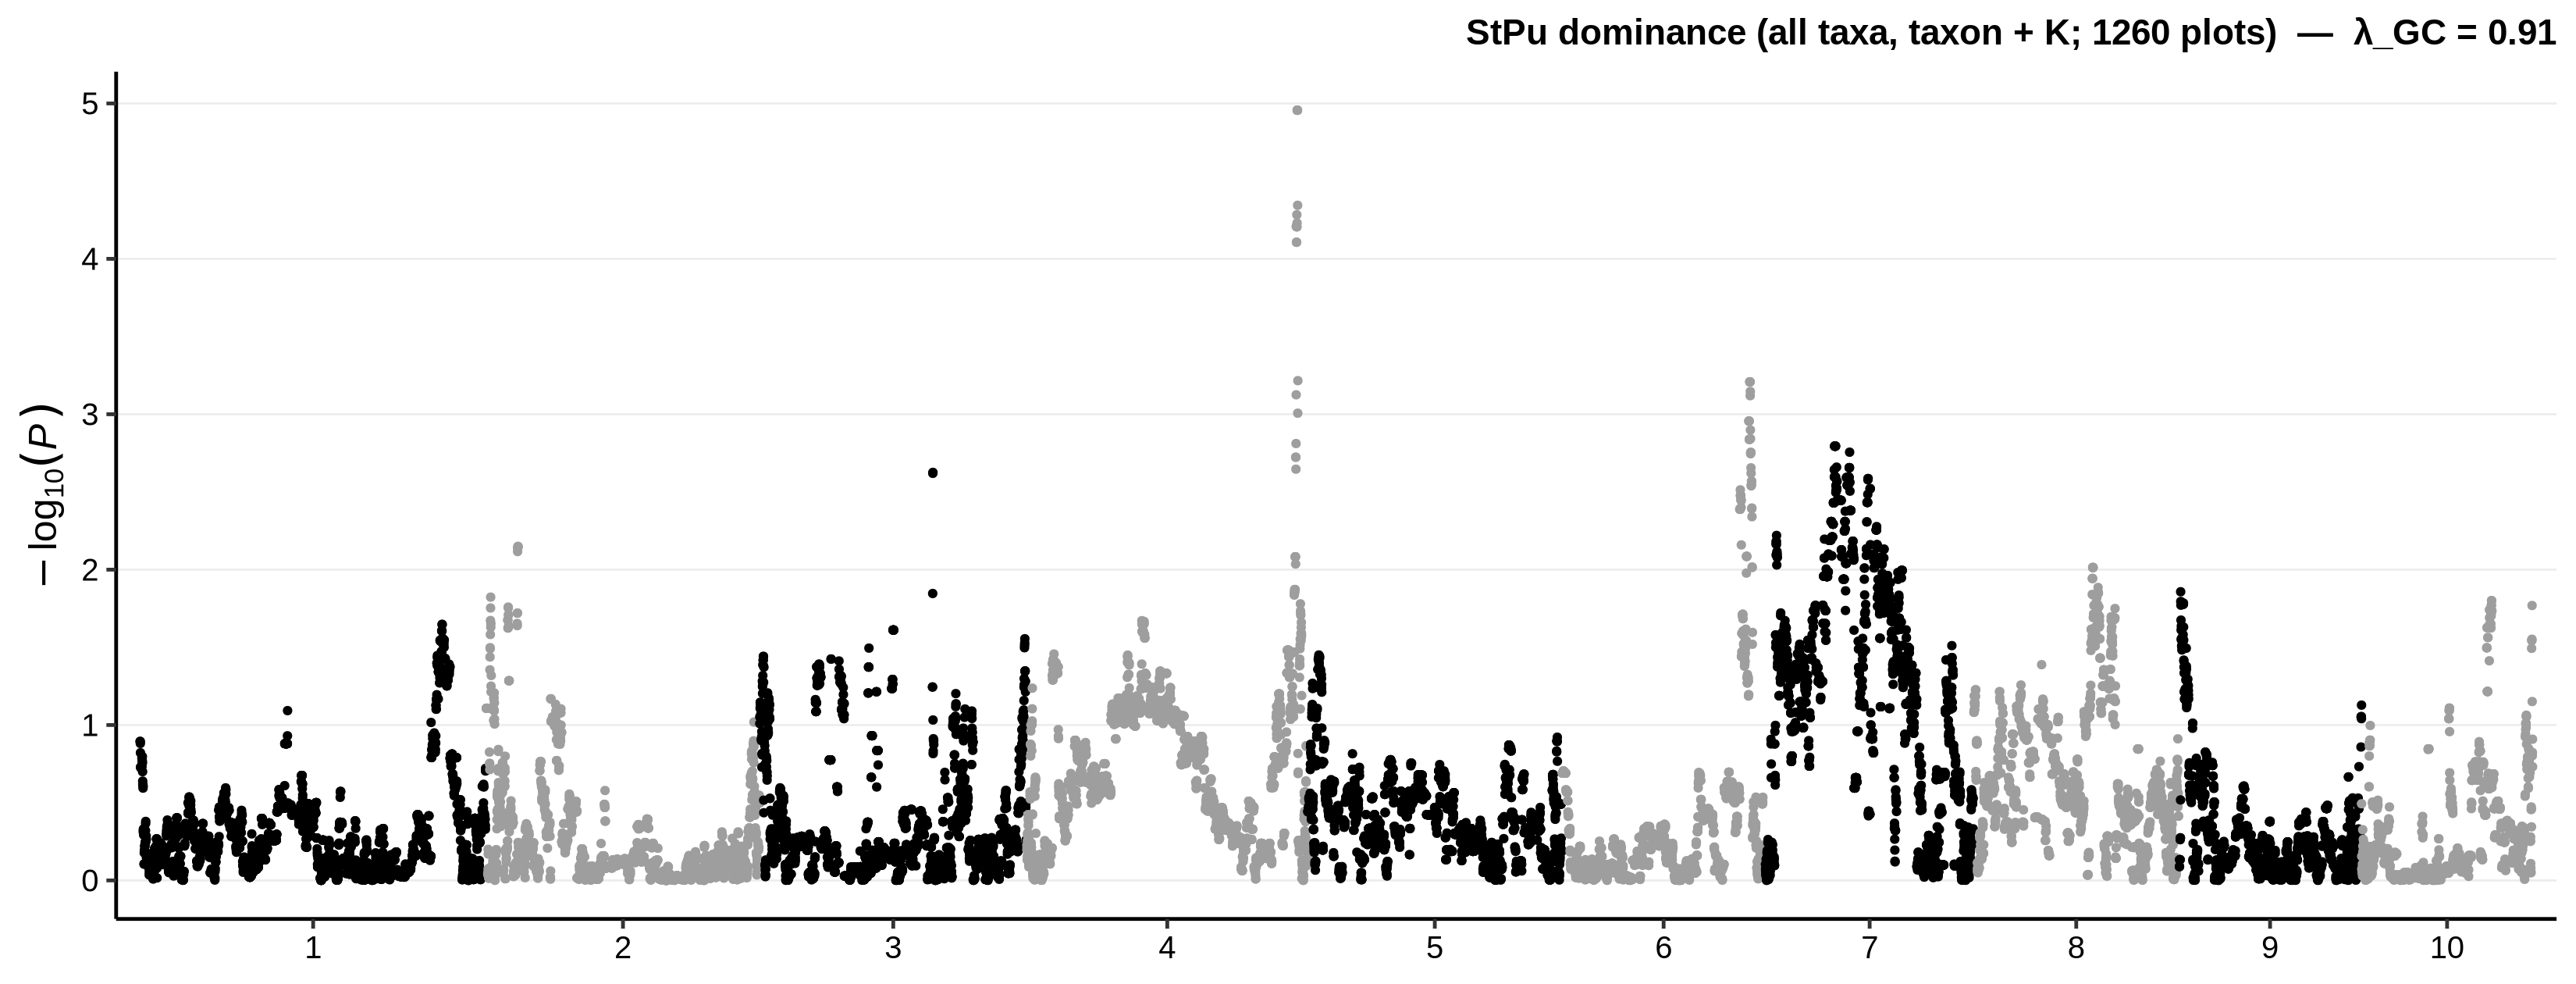 StPu dominance (all taxa, taxon + K; 1260 plots) — λ_GC = 0.91
− log₁₀(P)
5
4
3
2
1
0
1 2 3 4 5 6 7 8 9 10